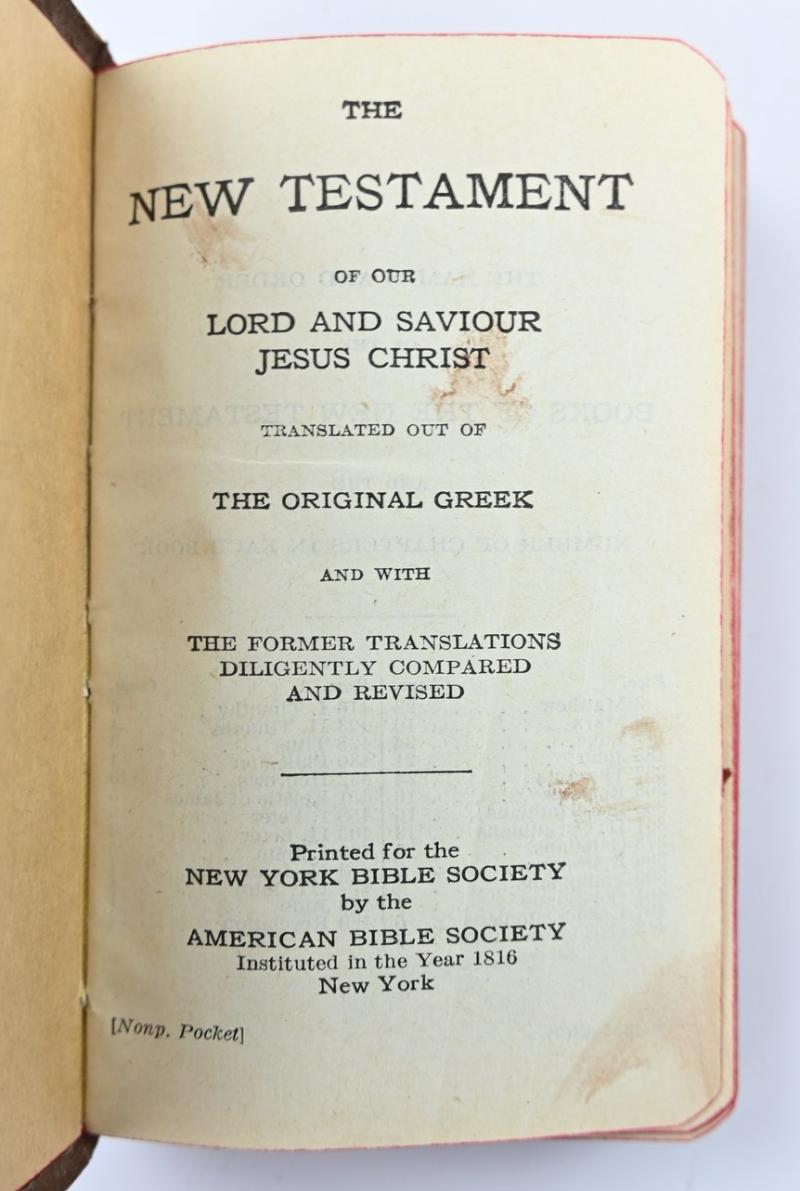 THE
NEW TESTAMENT
OF OUR
LORD AND SAVIOUR
JESUS CHRIST
TRANSLATED OUT OF
THE ORIGINAL GREEK
AND WITH
THE FORMER TRANSLATIONS
DILIGENTLY COMPARED
AND REVISED
Printed for the
NEW YORK BIBLE SOCIETY
by the
AMERICAN BIBLE SOCIETY
Instituted in the Year 1816
New York
[Nonp. Pocket]